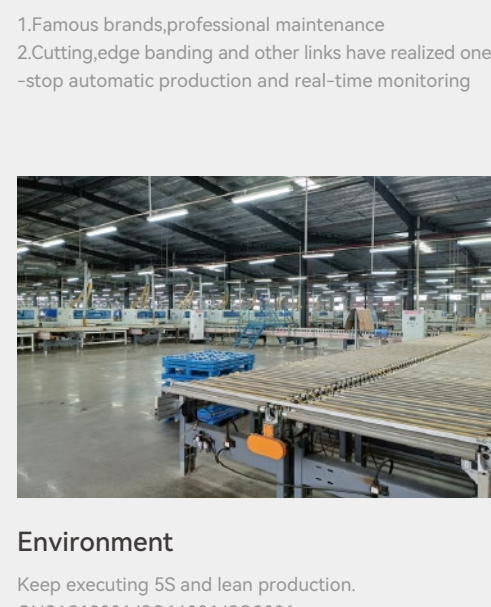 1.Famous brands,professional maintenance
2.Cutting,edge banding and other links have realized one
-stop automatic production and real-time monitoring
Environment
Keep executing 5S and lean production.